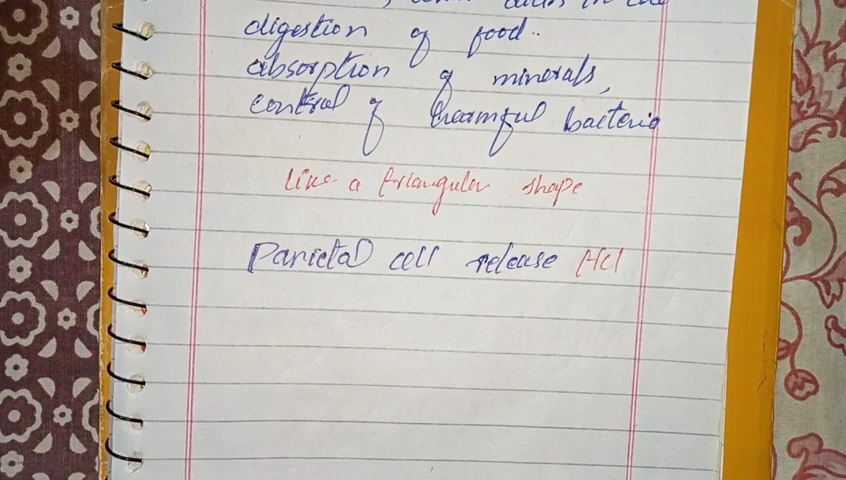 digestion of food..
absorption of minerals,
control of harmful bacteria
like a triangular shape
Parietal cell release HCl